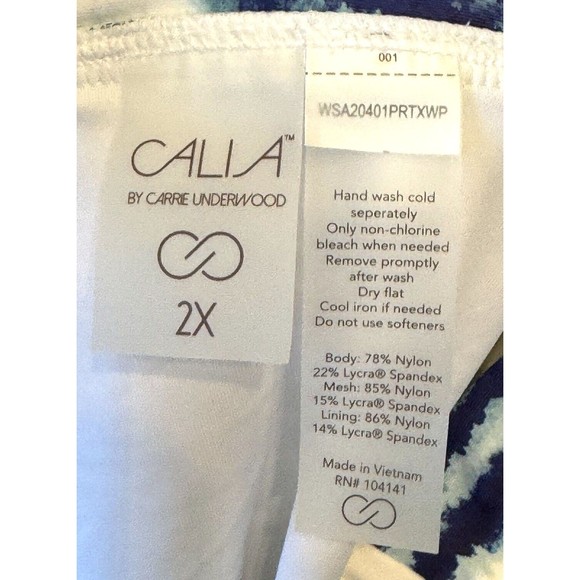 CALIA™
BY CARRIE UNDERWOOD
2X
001
WSA20401PRTXWP
Hand wash cold
seperately
Only non-chlorine
bleach when needed
Remove promptly
after wash
Dry flat
Cool iron if needed
Do not use softeners
Body: 78% Nylon
22% Lycra® Spandex
Mesh: 85% Nylon
15% Lycra® Spandex
Lining: 86% Nylon
14% Lycra® Spandex
Made in Vietnam
RN# 104141